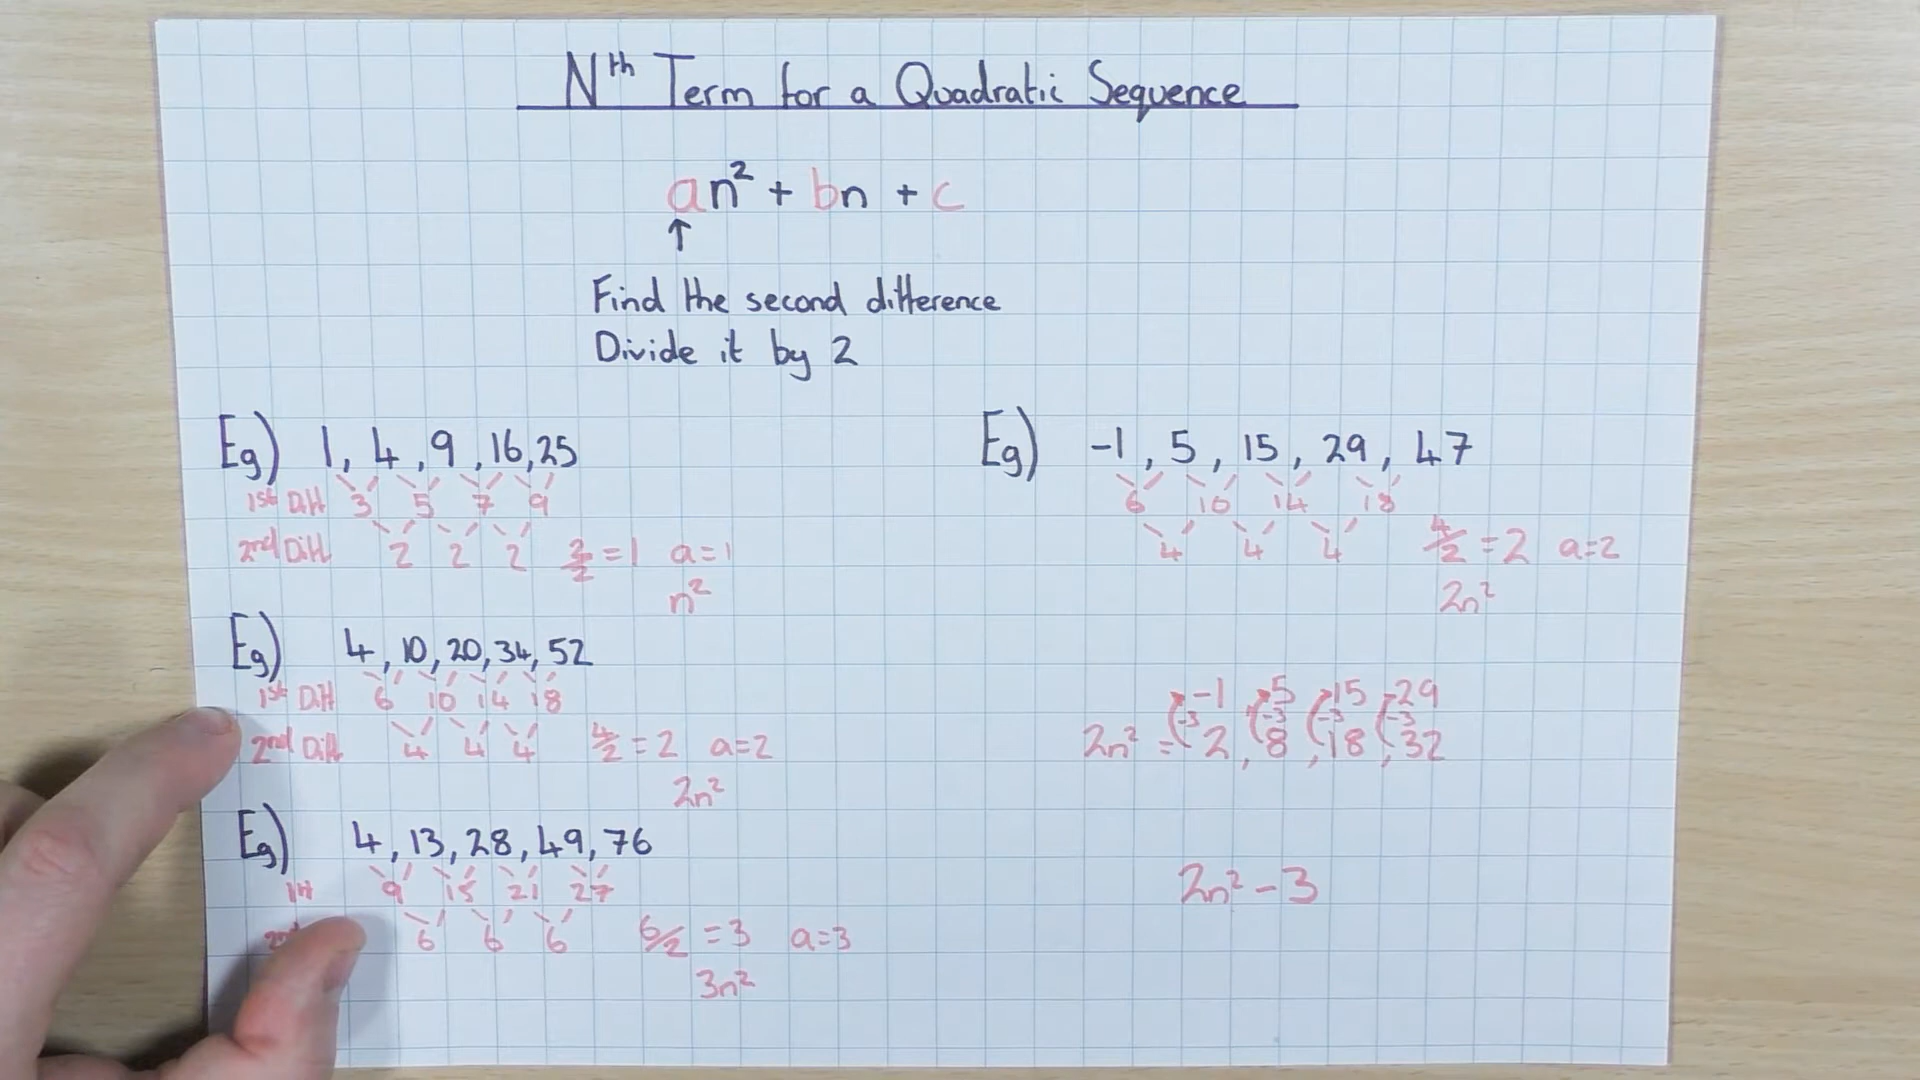 Nth Term for a Quadratic Sequence
an² + bn + c
↑
Find the second difference
Divide it by 2
Eg) 1, 4, 9, 16, 25
1st Diff 3 5 7 9
2nd Diff 2 2 2 2/2 = 1 a=1
n²
Eg) 4, 10, 20, 34, 52
1st Diff 6 10 14 18
2nd Diff 4 4 4 4/2 = 2 a=2
2n²
Eg) 4, 13, 28, 49, 76
1st 9 15 21 27
2nd 6 6 6 6/2 = 3 a=3
3n²
Eg) -1, 5, 15, 29, 47
6 10 14 18
4 4 4 4/2 = 2 a=2
2n²
-1 5 15 29
-3 -3 -3 -3
2n² = 2, 8, 18, 32
2n² - 3